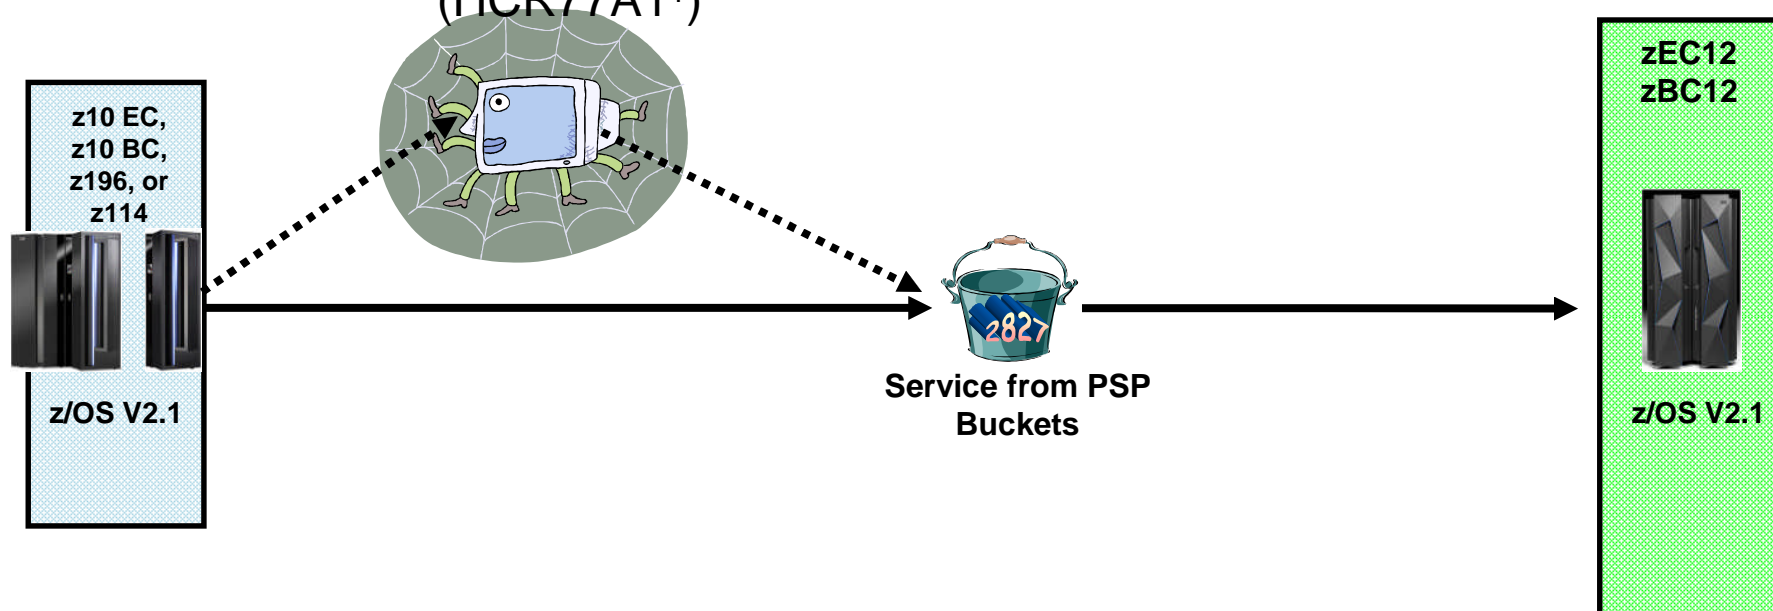 (HCR77A1*)
z10 EC,
z10 BC,
z196, or
z114
z/OS V2.1
2827
Service from PSP
Buckets
zEC12
zBC12
z/OS V2.1